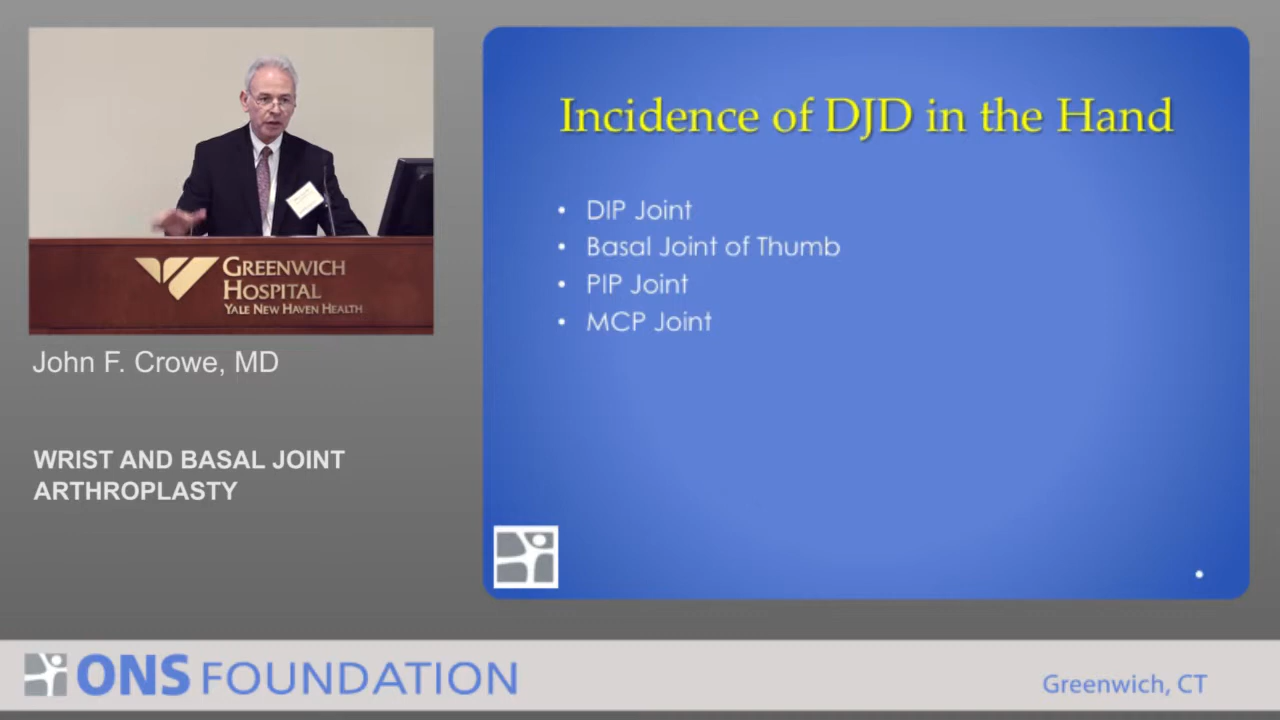 GREENWICH
HOSPITAL
YALE NEW HAVEN HEALTH
John F. Crowe, MD
WRIST AND BASAL JOINT
ARTHROPLASTY
Incidence of DJD in the Hand
• DIP Joint
• Basal Joint of Thumb
• PIP Joint
• MCP Joint
ONS FOUNDATION
Greenwich, CT